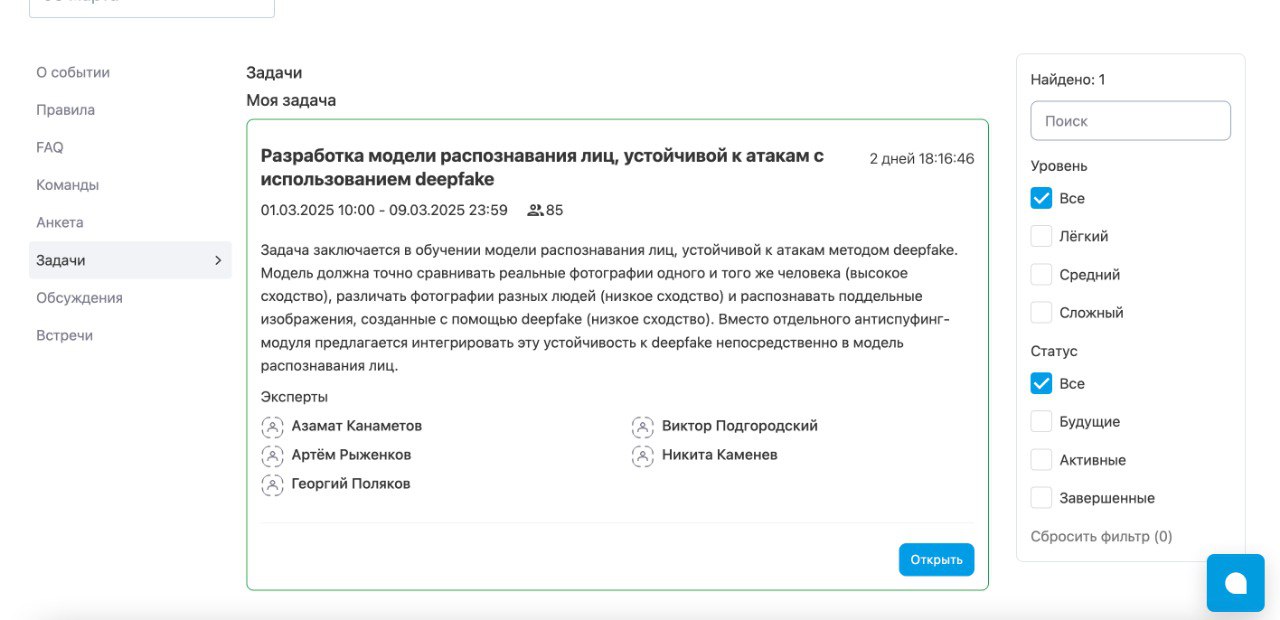 О событии
Правила
FAQ
Команды
Анкета
Задачи
Обсуждения
Встречи
Задачи
Моя задача
Разработка модели распознавания лиц, устойчивой к атакам с
использованием deepfake
2 дней 18:16:46
01.03.2025 10:00 - 09.03.2025 23:59 85
Задача заключается в обучении модели распознавания лиц, устойчивой к атакам методом deepfake.
Модель должна точно сравнивать реальные фотографии одного и того же человека (высокое
сходство), различать фотографии разных людей (низкое сходство) и распознавать поддельные
изображения, созданные с помощью deepfake (низкое сходство). Вместо отдельного антиспуфинг-
модуля предлагается интегрировать эту устойчивость к deepfake непосредственно в модель
распознавания лиц.
Эксперты
Азамат Канаметов
Виктор Подгородский
Артём Рыженков
Никита Каменев
Георгий Поляков
Открыть
Найдено: 1
Поиск
Уровень
Все
Лёгкий
Средний
Сложный
Статус
Все
Будущие
Активные
Завершенные
Сбросить фильтр (0)